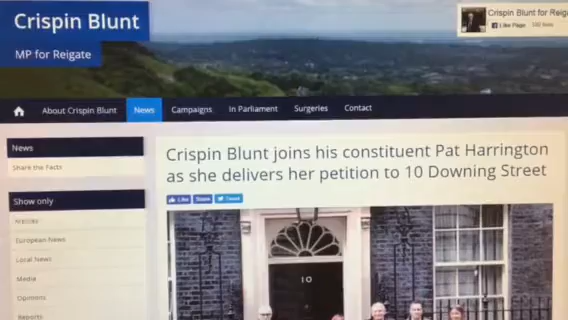 Crispin Blunt
MP for Reigate
Crispin Blunt for Reig
Like Page
About Crispin Blunt
News
Campaigns
In Parliament
Surgeries
Contact
News
Share the Facts
Show only
Articles
European News
Local News
Media
Opinions
Reports
Crispin Blunt joins his constituent Pat Harrington
as she delivers her petition to 10 Downing Street
Like
Share
Tweet
10